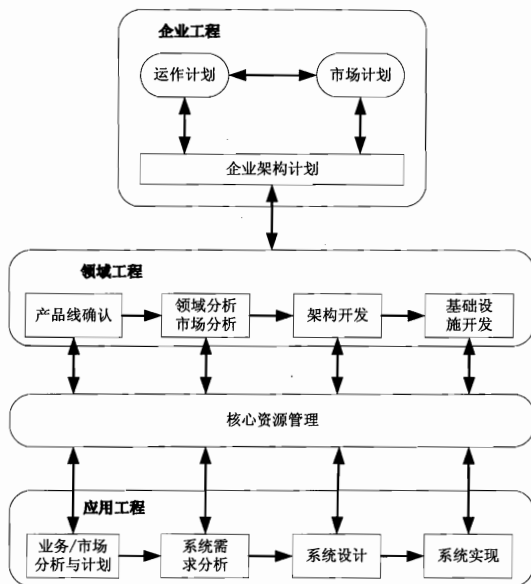 企业工程
运作计划
市场计划
企业架构计划
领域工程
产品线确认
领域分析
市场分析
架构开发
基础设
施开发
核心资源管理
应用工程
业务/市场
分析与计划
系统需
求分析
系统设计
系统实现